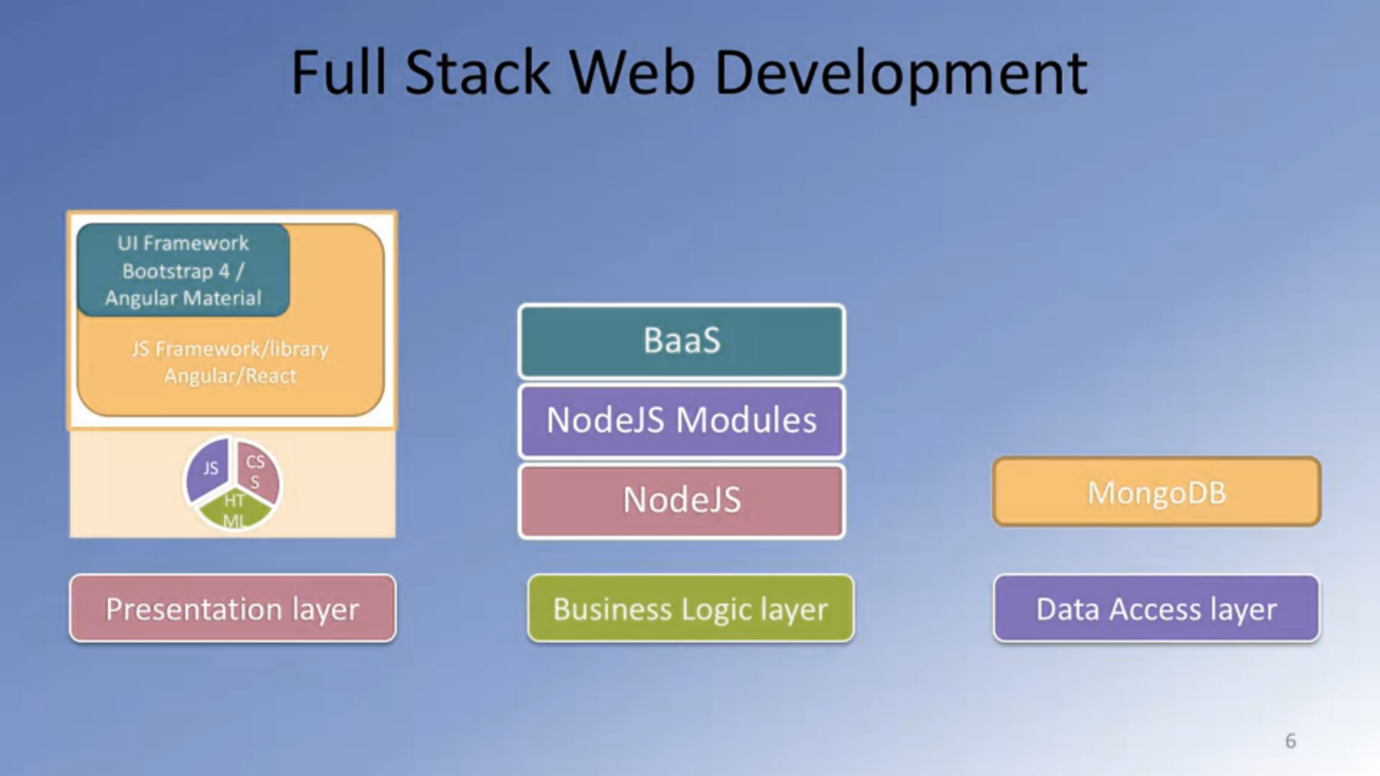 Full Stack Web Development
UI Framework
Bootstrap 4 /
Angular Material
JS Framework/library
Angular/React
JS
CS
S
HT
ML
Presentation layer
BaaS
NodeJS Modules
NodeJS
Business Logic layer
MongoDB
Data Access layer
6